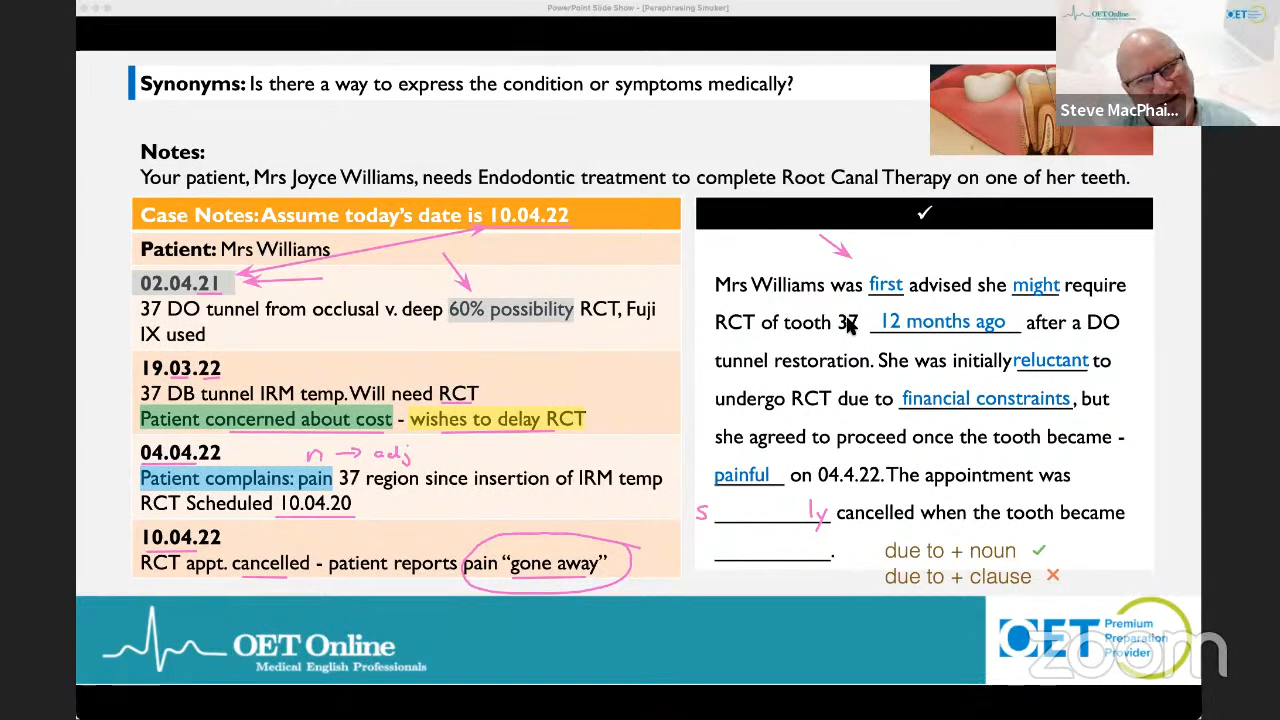 PowerPoint Slide Show - [Paraphrasing Smoker]
OET Online
OET
Steve MacPhai...
Synonyms: Is there a way to express the condition or symptoms medically?
Notes:
Your patient, Mrs Joyce Williams, needs Endodontic treatment to complete Root Canal Therapy on one of her teeth.
Case Notes: Assume today's date is 10.04.22
Patient: Mrs Williams
02.04.21
37 DO tunnel from occlusal v. deep 60% possibility RCT, Fuji
IX used
19.03.22
37 DB tunnel IRM temp. Will need RCT
Patient concerned about cost - wishes to delay RCT
04.04.22 n → adj
Patient complains: pain 37 region since insertion of IRM temp
RCT Scheduled 10.04.20
10.04.22
RCT appt. cancelled - patient reports pain “gone away”
✓
Mrs Williams was first advised she might require
RCT of tooth 37 12 months ago after a DO
tunnel restoration. She was initially reluctant to
undergo RCT due to financial constraints, but
she agreed to proceed once the tooth became -
painful on 04.4.22. The appointment was
s __________ ly cancelled when the tooth became
__________.
due to + noun ✓
due to + clause ✕
OET Online
Medical English Professionals
OET
Premium
Preparation
Provider
zoom